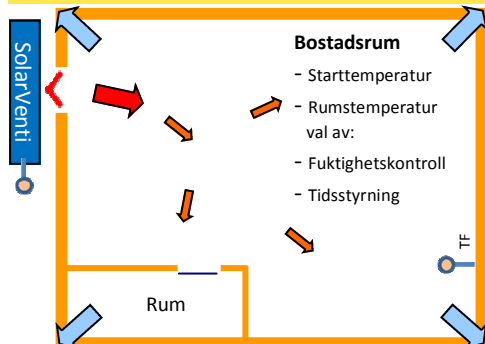 SolarVenti
Bostadsrum
- Starttemperatur
- Rumstemperatur
val av:
- Fuktighetskontroll
- Tidsstyrning
TF
Rum